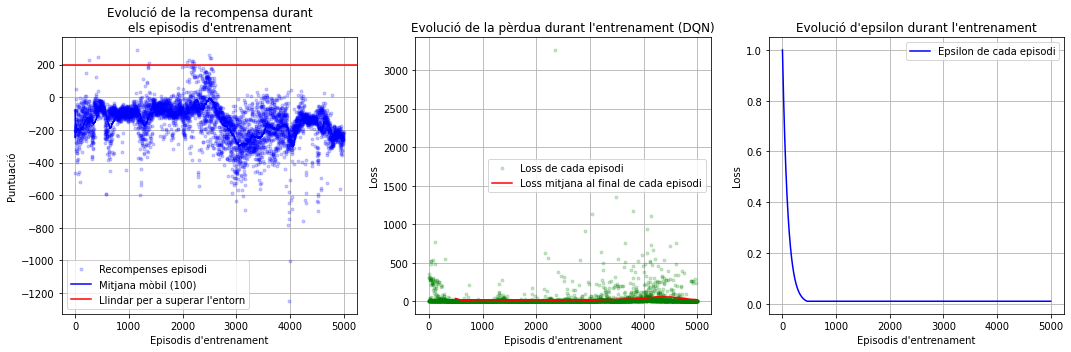 Evolució de la recompensa durant
els episodis d'entrenament
Puntuació
200
0
−200
−400
−600
−800
−1000
−1200
Recompenses episodi
Mitjana mòbil (100)
Llindar per a superar l'entorn
0 1000 2000 3000 4000 5000
Episodis d'entrenament
Evolució de la pèrdua durant l'entrenament (DQN)
Loss
3000
2500
2000
1500
1000
500
0
Loss de cada episodi
Loss mitjana al final de cada episodi
0 1000 2000 3000 4000 5000
Episodis d'entrenament
Evolució d'epsilon durant l'entrenament
Loss
1.0
0.8
0.6
0.4
0.2
0.0
Epsilon de cada episodi
0 1000 2000 3000 4000 5000
Episodis d'entrenament